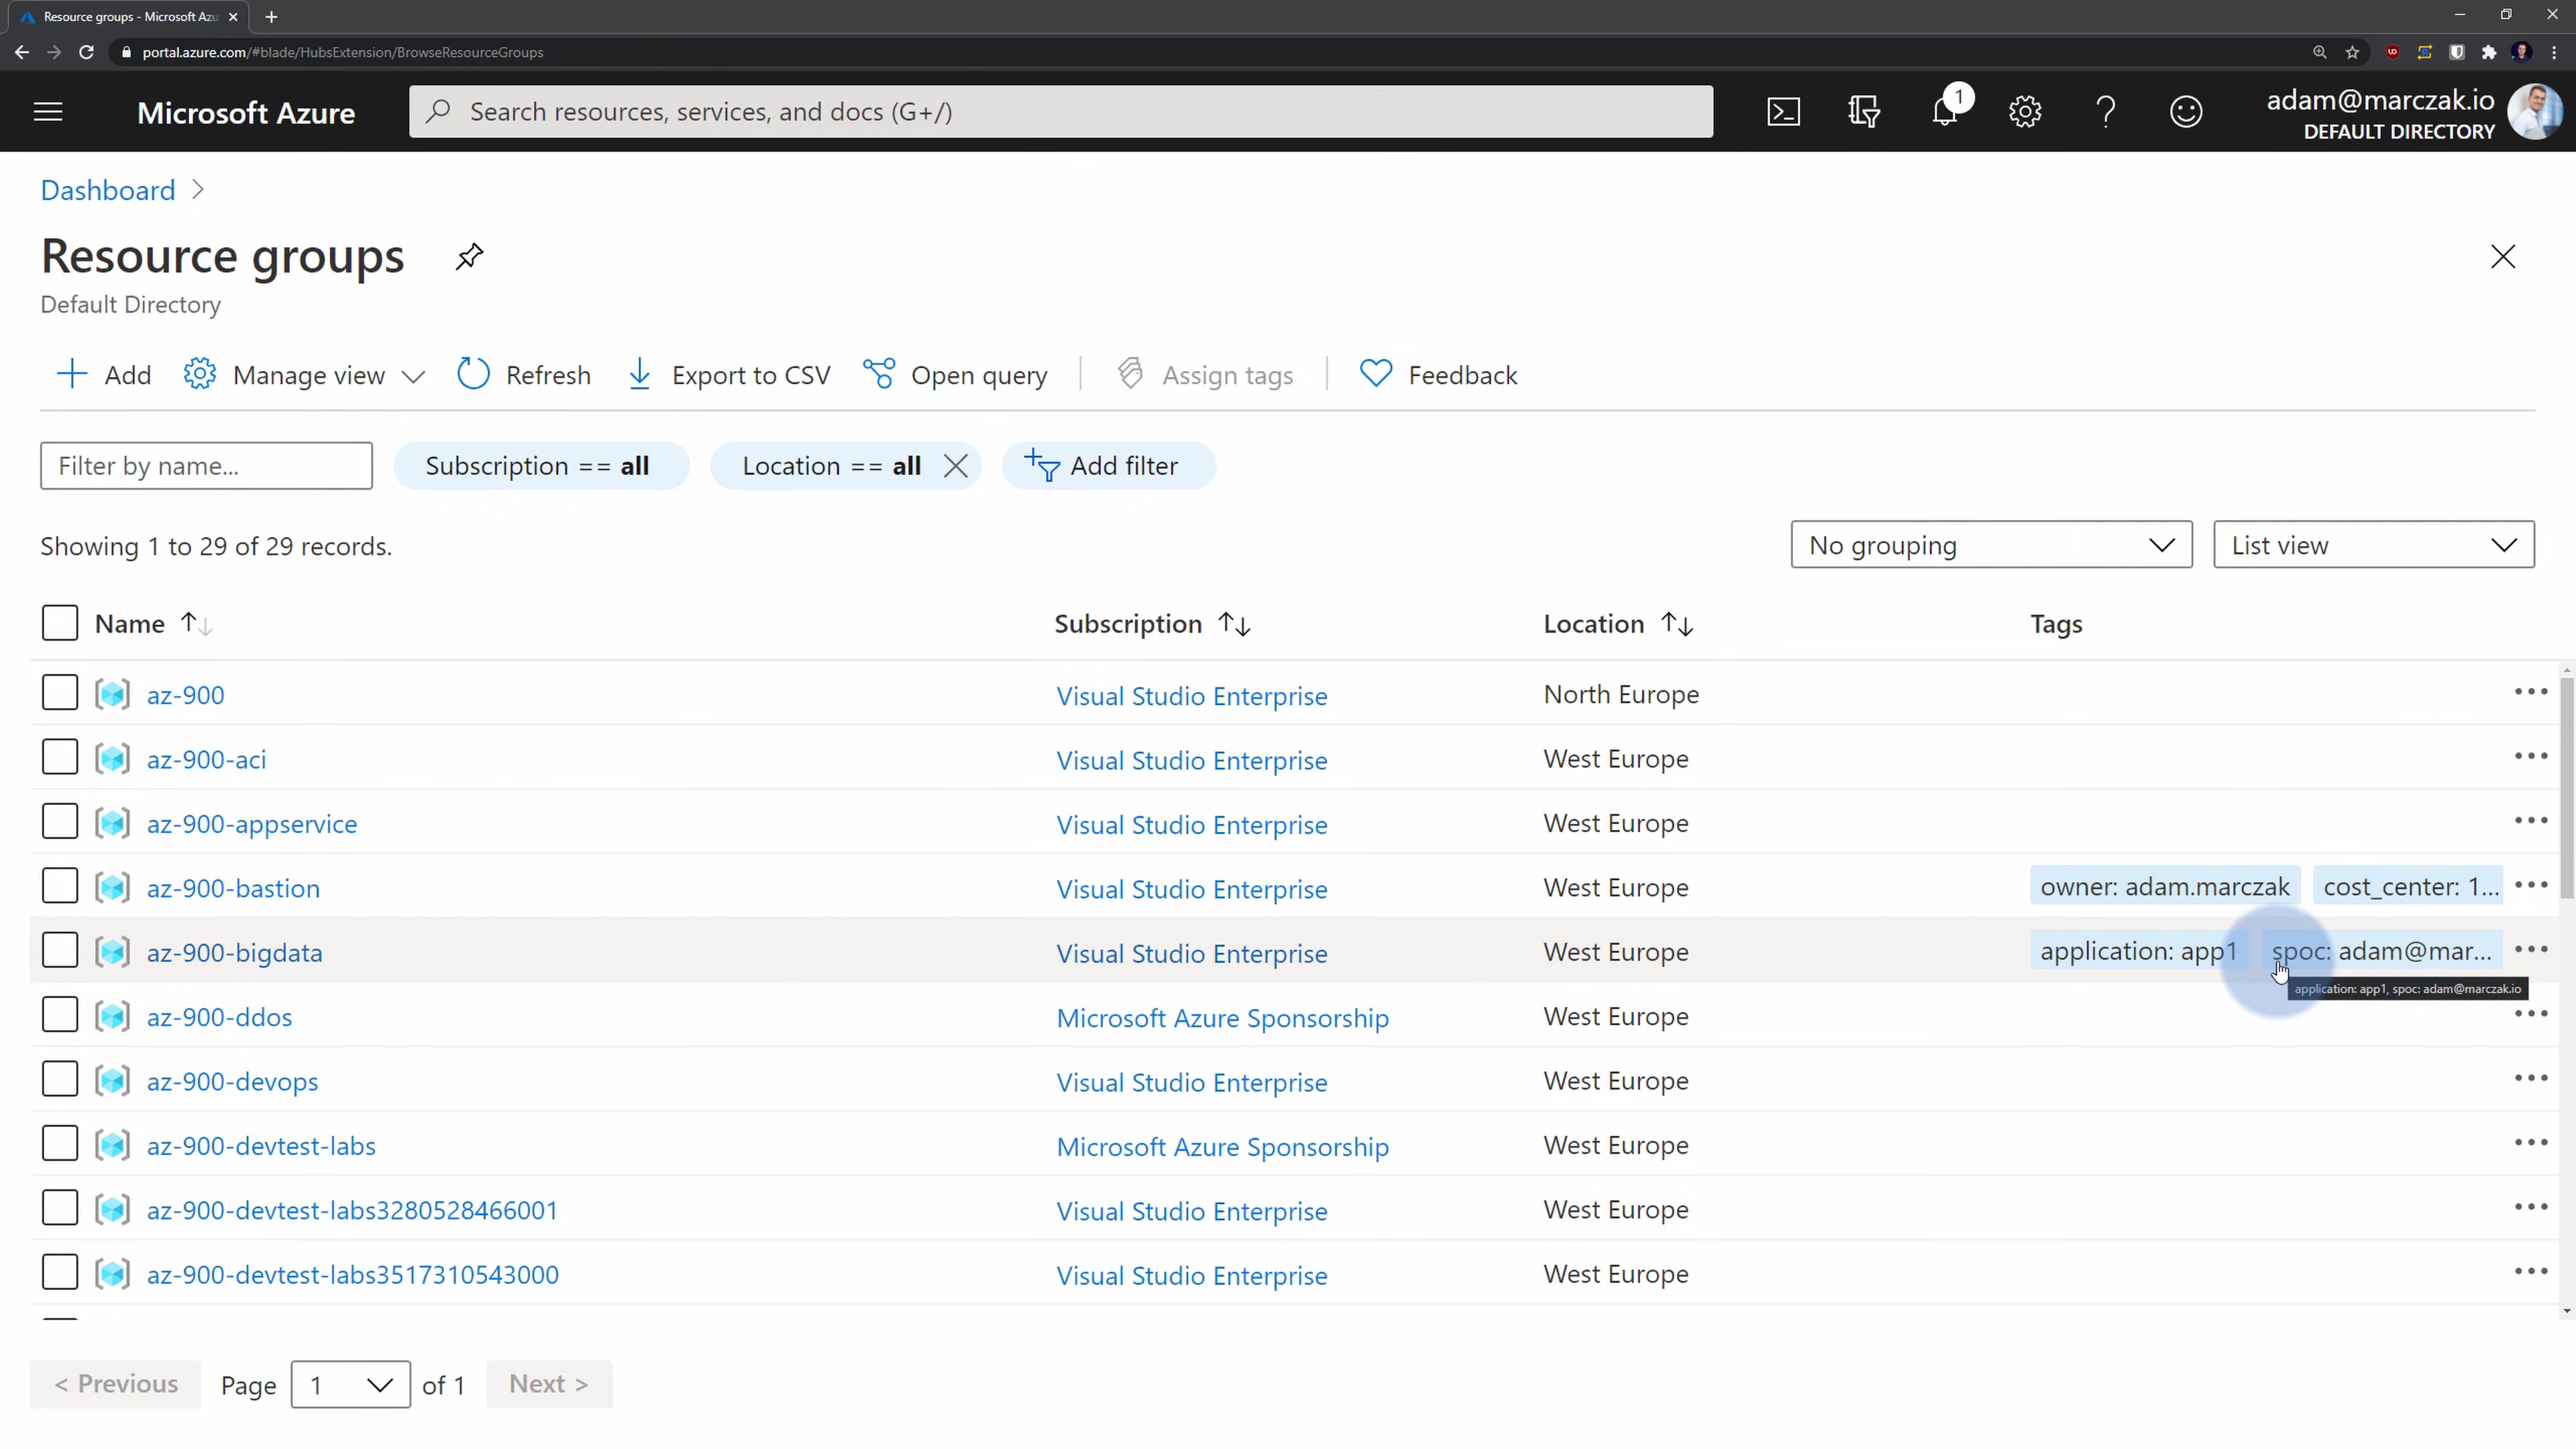 Resource groups - Microsoft Azu
portal.azure.com/#blade/HubsExtension/BrowseResourceGroups
Microsoft Azure
Search resources, services, and docs (G+/)
1
adam@marczak.io
DEFAULT DIRECTORY
Dashboard
Resource groups
Default Directory
Add Manage view Refresh Export to CSV Open query Assign tags Feedback
Filter by name... Subscription == all Location == all Add filter
Showing 1 to 29 of 29 records. No grouping List view
Name Subscription Location Tags
az-900 Visual Studio Enterprise North Europe
az-900-aci Visual Studio Enterprise West Europe
az-900-appservice Visual Studio Enterprise West Europe
az-900-bastion Visual Studio Enterprise West Europe owner: adam.marczak cost_center: 1...
az-900-bigdata Visual Studio Enterprise West Europe application: app1 spoc: adam@mar...
application: app1, spoc: adam@marczak.io
az-900-ddos Microsoft Azure Sponsorship West Europe
az-900-devops Visual Studio Enterprise West Europe
az-900-devtest-labs Microsoft Azure Sponsorship West Europe
az-900-devtest-labs3280528466001 Visual Studio Enterprise West Europe
az-900-devtest-labs3517310543000 Visual Studio Enterprise West Europe
< Previous Page 1 of 1 Next >